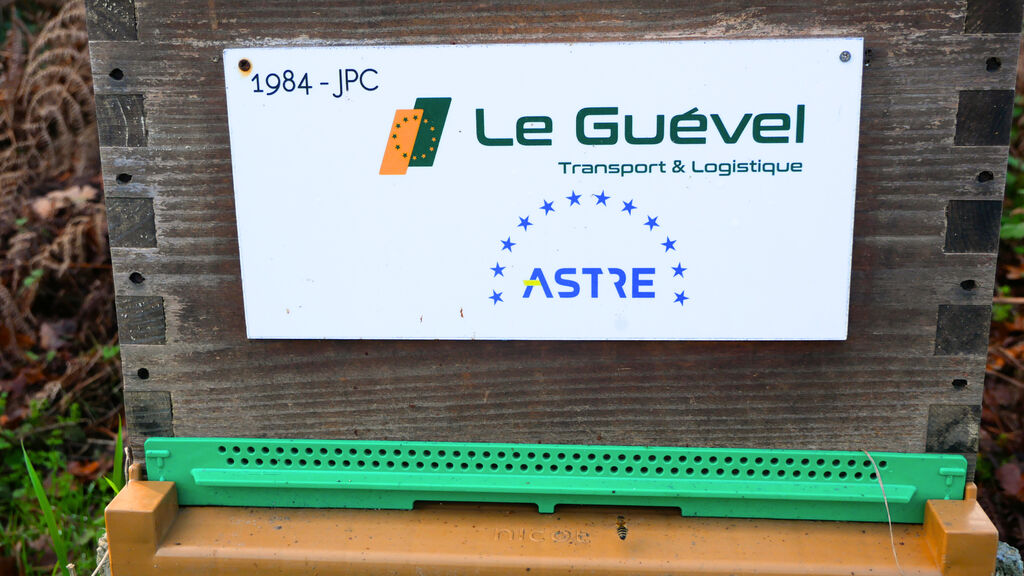 1984 - JPC
Le Guével
Transport & Logistique
ASTRE
NICOT